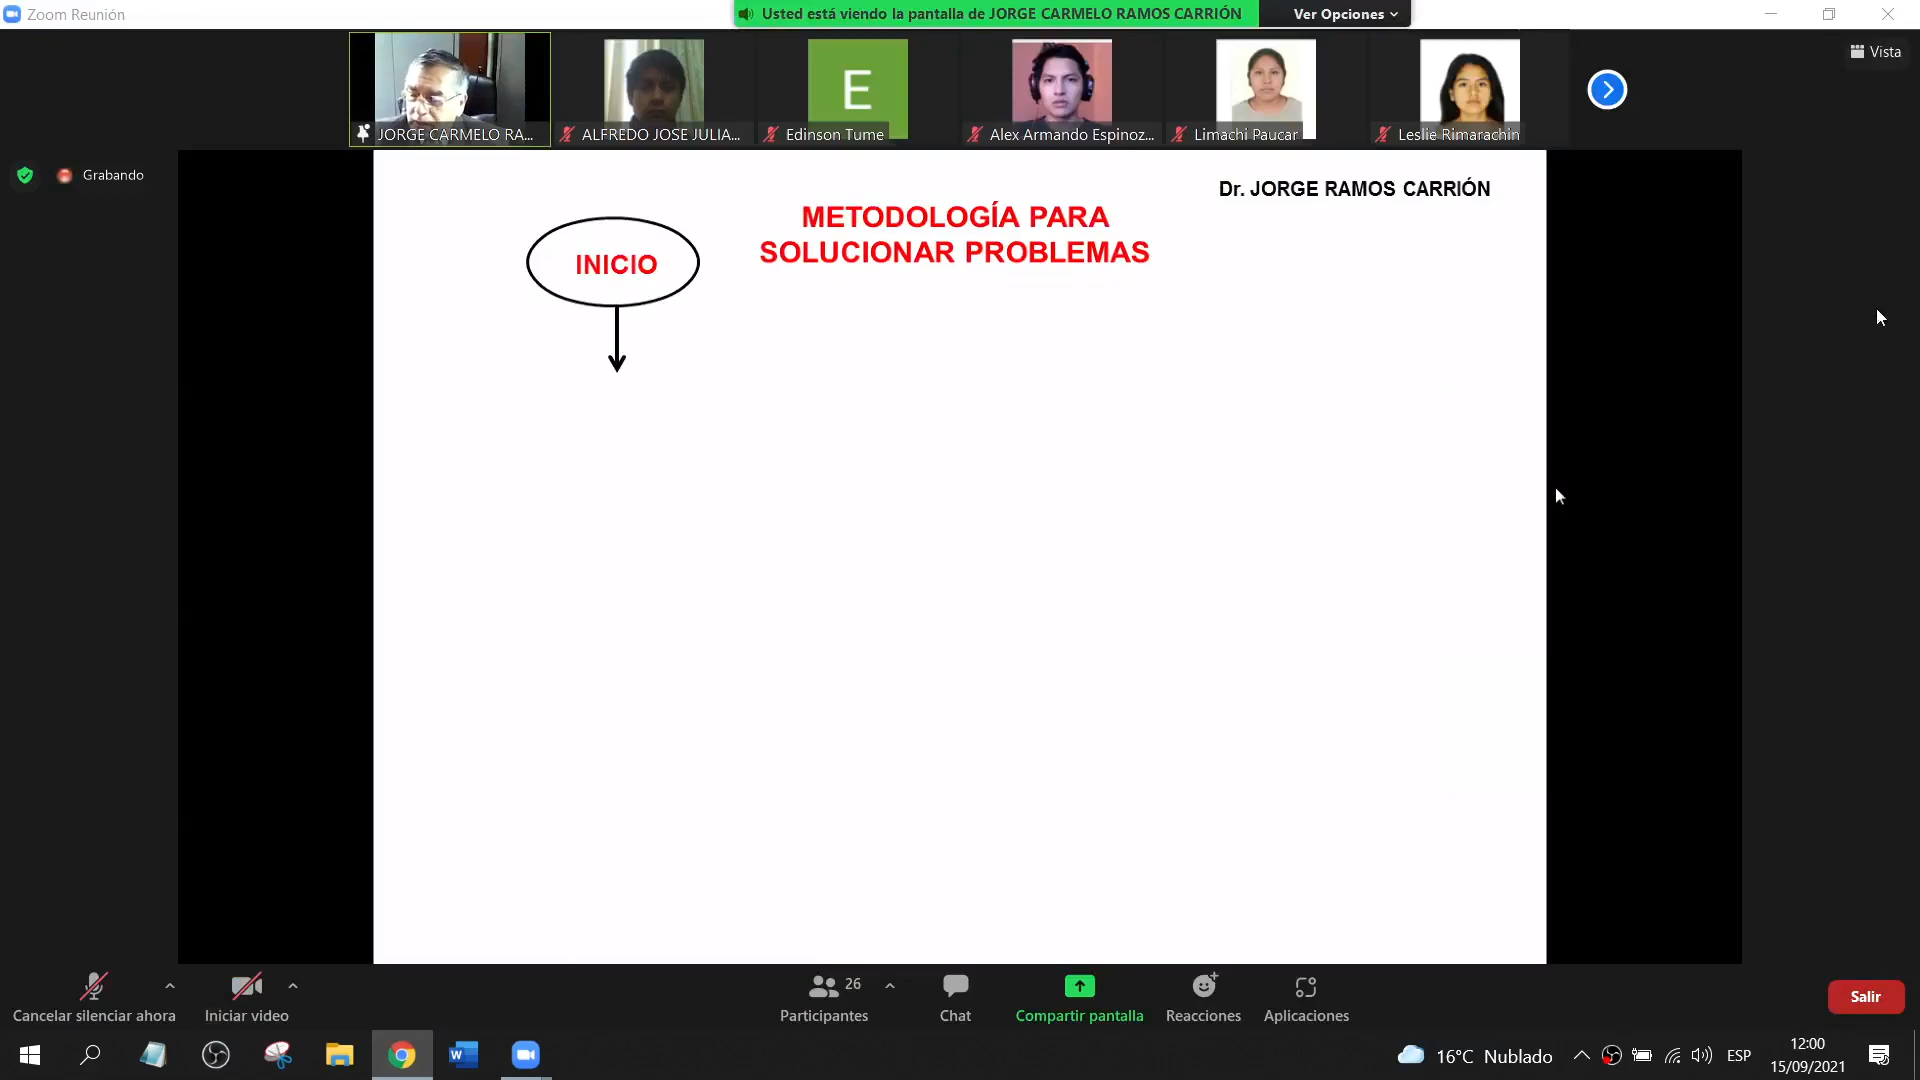 Zoom Reunión
Usted está viendo la pantalla de JORGE CARMELO RAMOS CARRIÓN
Ver Opciones
Vista
E
JORGE CARMELO RA...
ALFREDO JOSE JULIA...
Edinson Tume
Alex Armando Espinoz...
Limachi Paucar
Leslie Rimarachin
Grabando
Dr. JORGE RAMOS CARRIÓN
METODOLOGÍA PARA
SOLUCIONAR PROBLEMAS
INICIO
Cancelar silenciar ahora
Iniciar video
26
Participantes
Chat
Compartir pantalla
Reacciones
Aplicaciones
Salir
16°C Nublado
ESP
12:00
15/09/2021